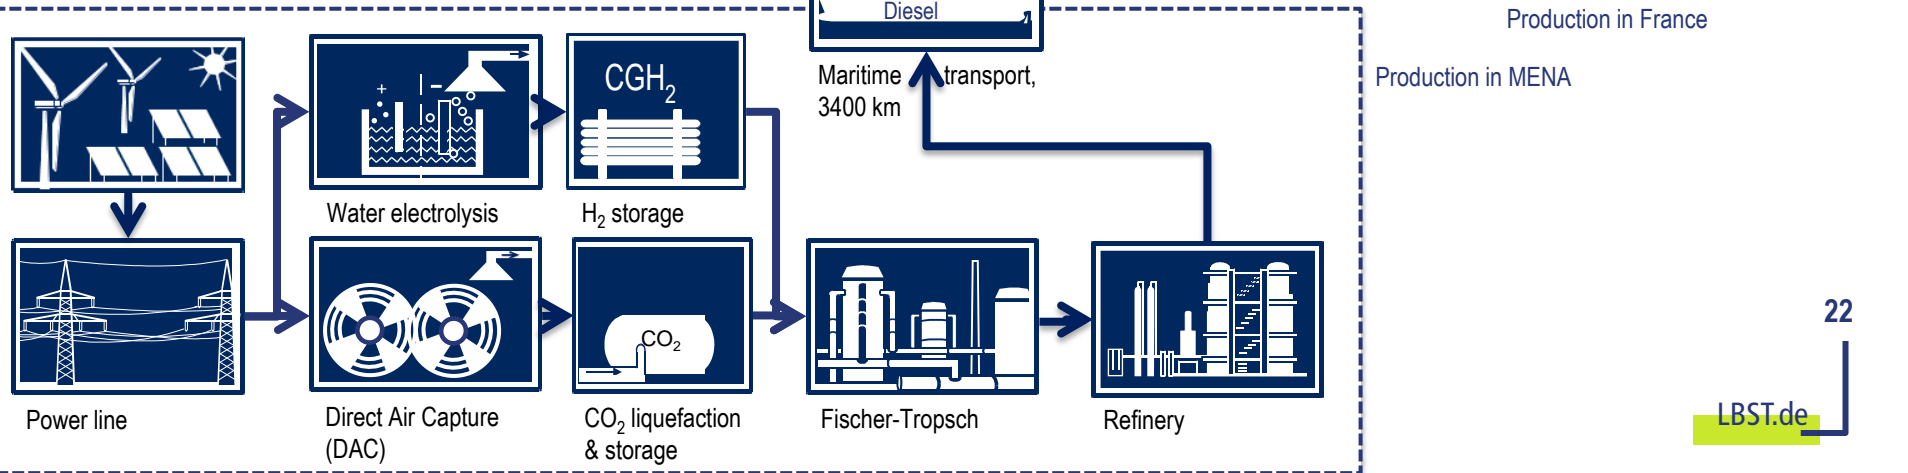 Diesel
Production in France
Maritime transport,
3400 km
Production in MENA
CGH₂
+ −
Water electrolysis
H₂ storage
CO₂
Power line
Direct Air Capture
(DAC)
CO₂ liquefaction
& storage
Fischer-Tropsch
Refinery
22
LBST.de